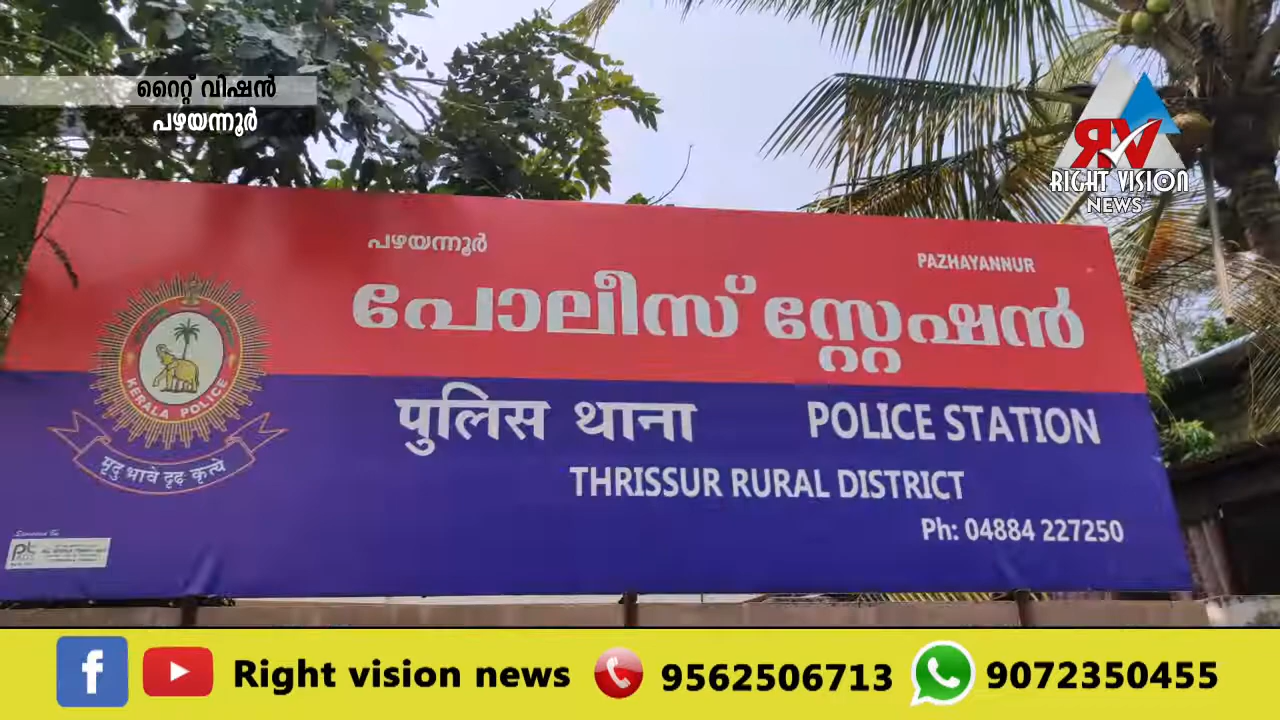 റൈറ്റ് വിഷൻ
പഴയന്നൂർ
RV
RIGHT VISION
NEWS
പഴയന്നൂർ
PAZHAYANNUR
പോലീസ് സ്റ്റേഷൻ
पुलिस थाना
POLICE STATION
THRISSUR RURAL DISTRICT
Ph: 04884 227250
KERALA POLICE
मृदु भावे दृढ कृत्ये
Right vision news
9562506713
9072350455